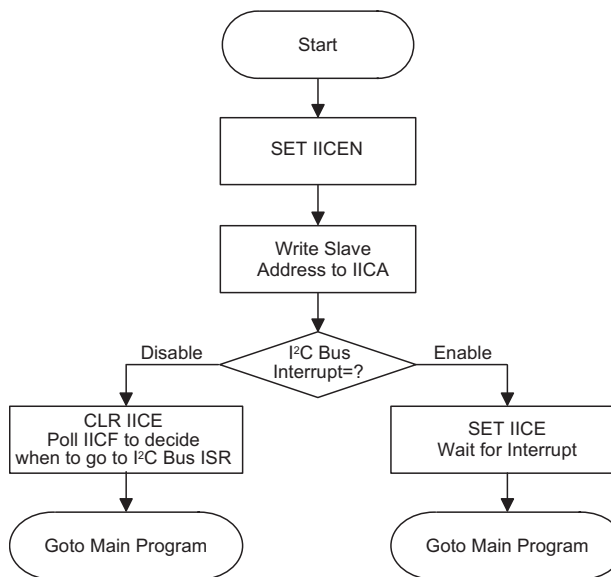 Start
SET IICEN
Write Slave
Address to IICA
I²C Bus
Interrupt=?
Disable
Enable
CLR IICE
Poll IICF to decide
when to go to I²C Bus ISR
SET IICE
Wait for Interrupt
Goto Main Program
Goto Main Program